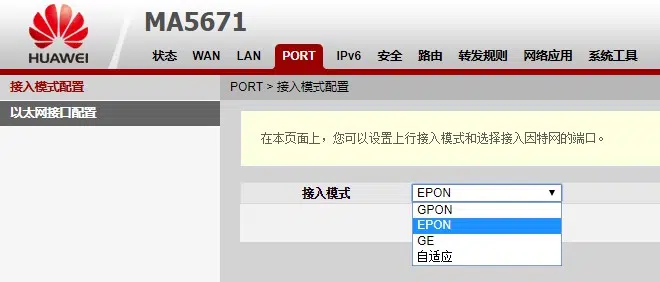 HUAWEI
MA5671
状态 WAN LAN PORT IPv6 安全 路由 转发规则 网络应用 系统工具
接入模式配置
以太网接口配置
PORT > 接入模式配置
在本页面上，您可以设置上行接入模式和选择接入因特网的端口。
接入模式 EPON
GPON
EPON
GE
自适应